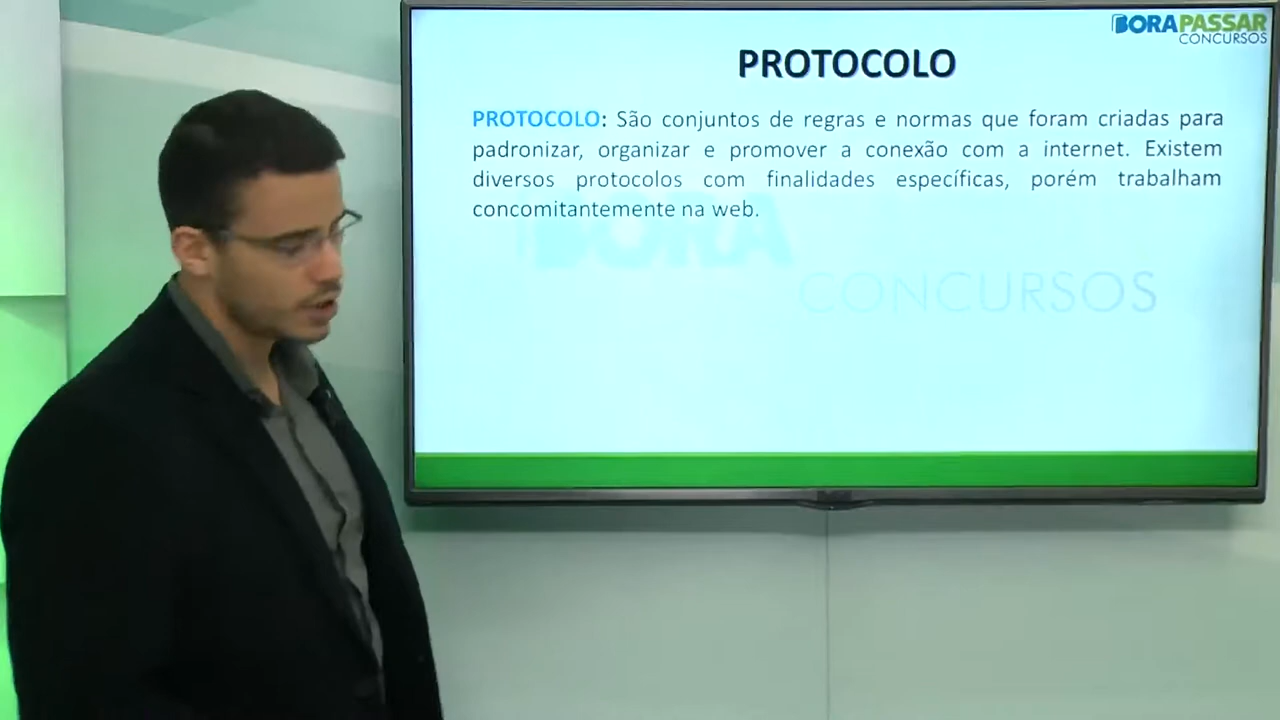 BORAPASSAR
CONCURSOS
PROTOCOLO
PROTOCOLO: São conjuntos de regras e normas que foram criadas para
padronizar, organizar e promover a conexão com a internet. Existem
diversos protocolos com finalidades específicas, porém trabalham
concomitantemente na web.
BORA
CONCURSOS